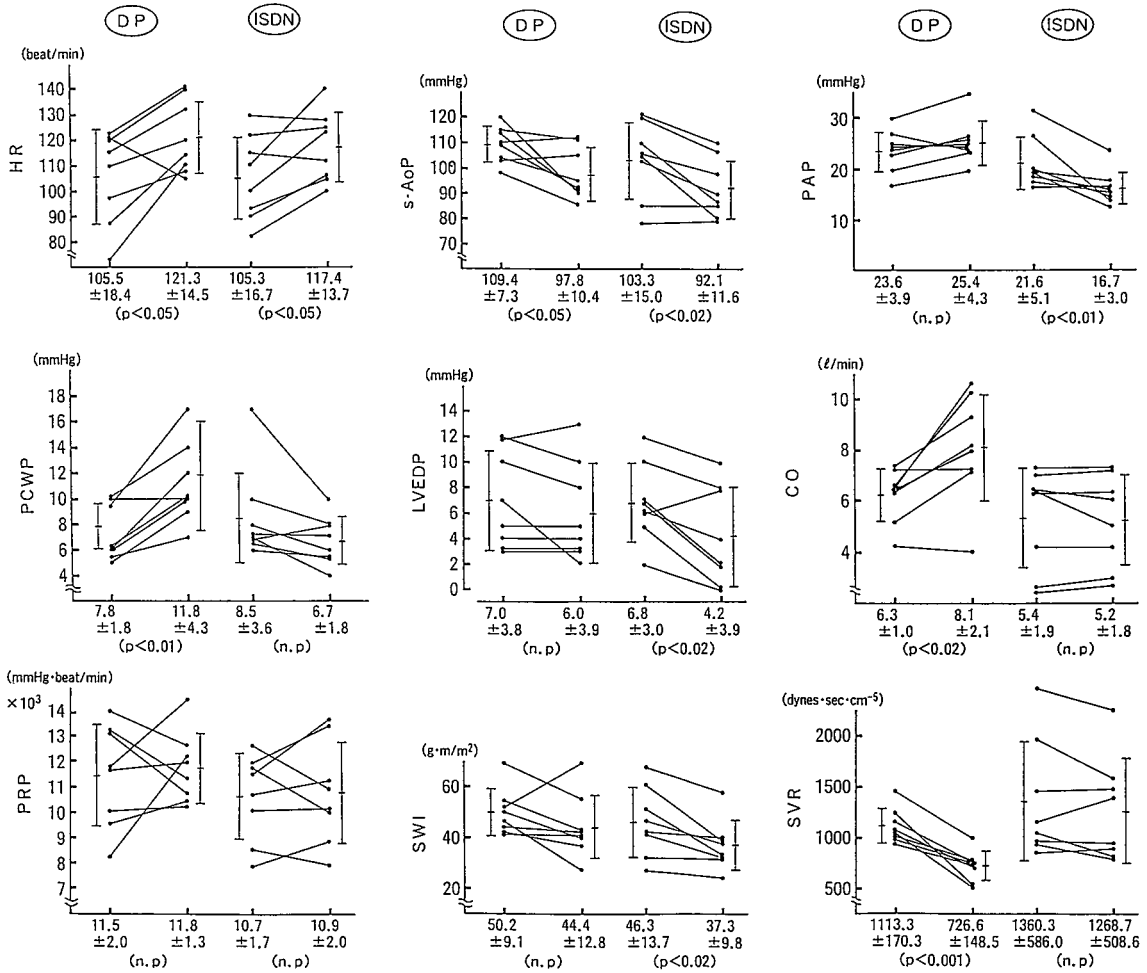 DP
ISDN
DP
ISDN
DP
ISDN
(beat/min)
HR
140
130
120
110
100
90
80
105.5
121.3
105.3
117.4
±18.4
±14.5
±16.7
±13.7
(p<0.05)
(p<0.05)
(mmHg)
s-AoP
120
110
100
90
80
70
109.4
97.8
103.3
92.1
±7.3
±10.4
±15.0
±11.6
(p<0.05)
(p<0.02)
(mmHg)
PAP
30
20
10
23.6
25.4
21.6
16.7
±3.9
±4.3
±5.1
±3.0
(n.p)
(p<0.01)
(mmHg)
PCWP
18
16
14
12
10
8
6
4
7.8
11.8
8.5
6.7
±1.8
±4.3
±3.6
±1.8
(p<0.01)
(n.p)
(mmHg)
LVEDP
14
12
10
8
6
4
2
0
7.0
6.0
6.8
4.2
±3.8
±3.9
±3.0
±3.9
(n.p)
(p<0.02)
(ℓ/min)
CO
10
8
6
4
6.3
8.1
5.4
5.2
±1.0
±2.1
±1.9
±1.8
(p<0.02)
(n.p)
(mmHg·beat/min)
×10³
PRP
14
13
12
11
10
9
8
7
11.5
11.8
10.7
10.9
±2.0
±1.3
±1.7
±2.0
(n.p)
(n.p)
(g·m/m²)
SWI
60
40
20
50.2
44.4
46.3
37.3
±9.1
±12.8
±13.7
±9.8
(n.p)
(p<0.02)
(dynes·sec·cm⁻⁵)
SVR
2000
1500
1000
500
1113.3
726.6
1360.3
1268.7
±170.3
±148.5
±586.0
±508.6
(p<0.001)
(n.p)